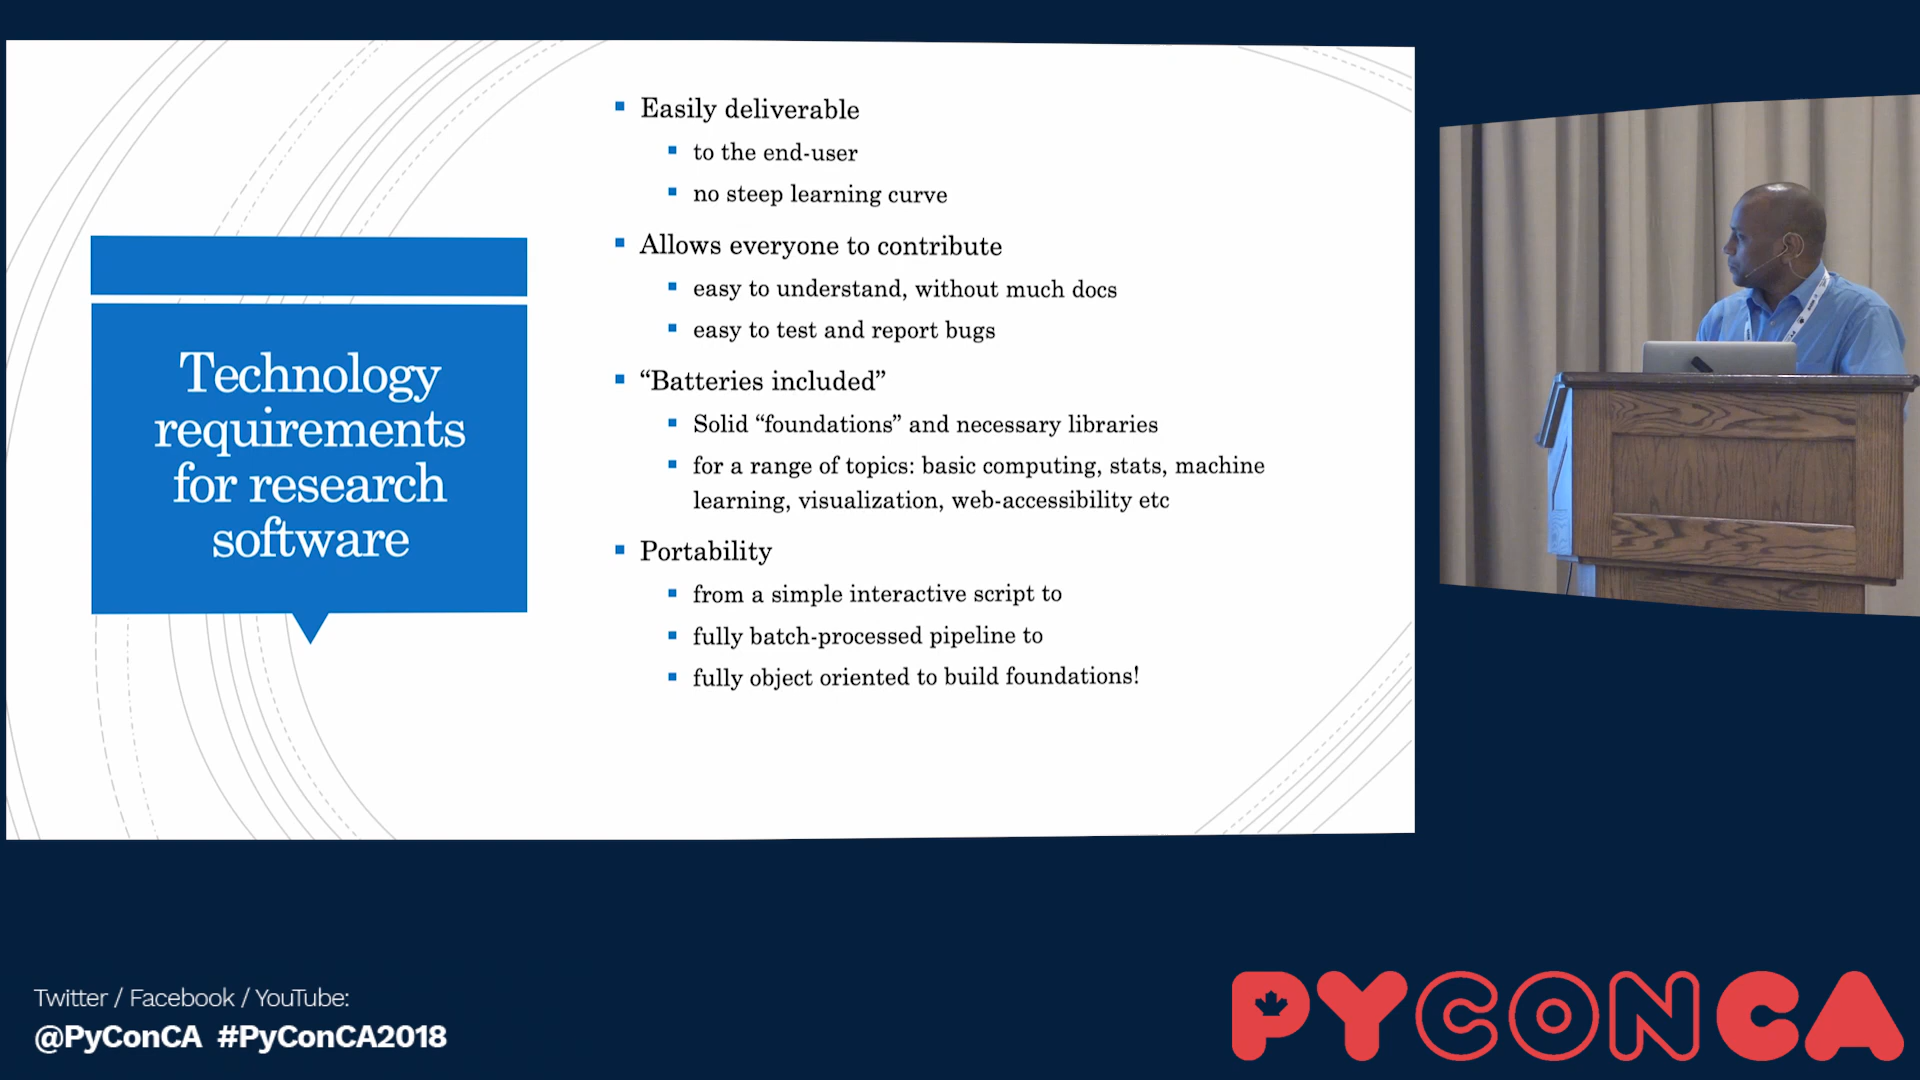 Technology
requirements
for research
software
Easily deliverable
to the end-user
no steep learning curve
Allows everyone to contribute
easy to understand, without much docs
easy to test and report bugs
“Batteries included”
Solid “foundations” and necessary libraries
for a range of topics: basic computing, stats, machine
learning, visualization, web-accessibility etc
Portability
from a simple interactive script to
fully batch-processed pipeline to
fully object oriented to build foundations!
Twitter / Facebook / YouTube:
@PyConCA #PyConCA2018
PYCONCA